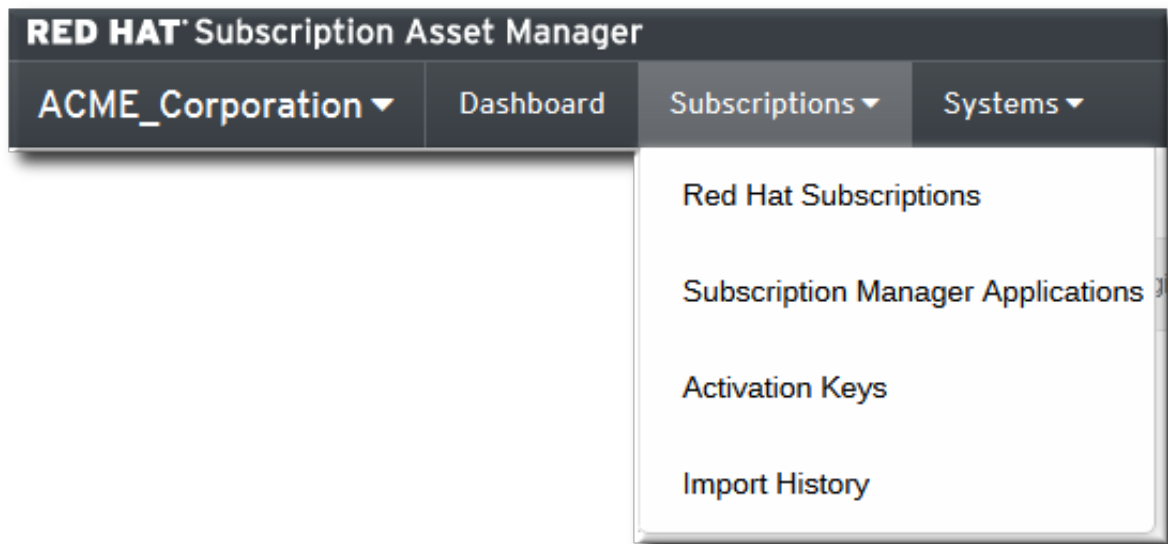 RED HAT Subscription Asset Manager
ACME_Corporation Dashboard Subscriptions Systems
Red Hat Subscriptions
Subscription Manager Applications
Activation Keys
Import History